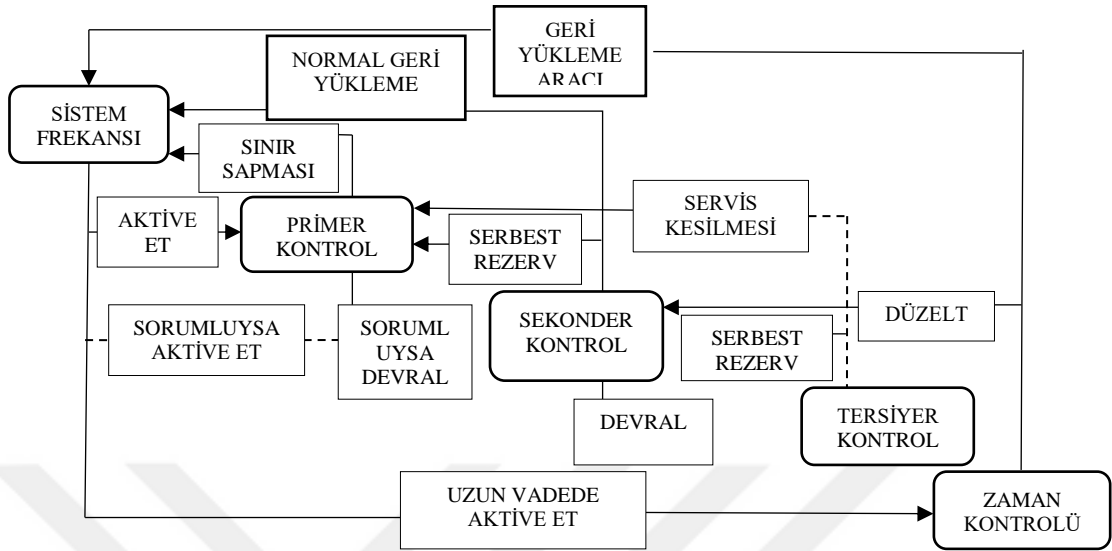 GERİ
YÜKLEME
ARACI
NORMAL GERİ
YÜKLEME
SİSTEM
FREKANSI
SINIR
SAPMASI
AKTİVE
ET
PRİMER
KONTROL
SERVİS
KESİLMESİ
SERBEST
REZERV
SORUMLUYSA
AKTİVE ET
SORUML
UYSA
DEVRAL
SEKONDER
KONTROL
DÜZELT
SERBEST
REZERV
DEVRAL
TERSİYER
KONTROL
UZUN VADEDE
AKTİVE ET
ZAMAN
KONTROLÜ